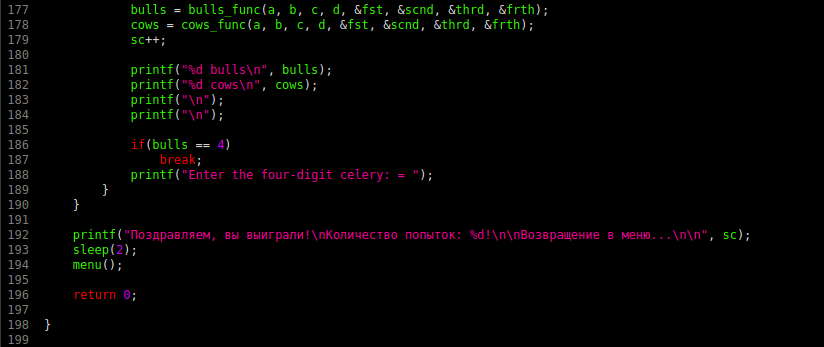 177 bulls = bulls_func(a, b, c, d, &fst, &scnd, &thrd, &frth);
178 cows = cows_func(a, b, c, d, &fst, &scnd, &thrd, &frth);
179 sc++;
180
181 printf("%d bulls\n", bulls);
182 printf("%d cows\n", cows);
183 printf("\n");
184 printf("\n");
185
186 if(bulls == 4)
187 break;
188 printf("Enter the four-digit celery: = ");
189 }
190 }
191
192 printf("Поздравляем, вы выиграли!\nКоличество попыток: %d!\n\nВозвращение в меню...\n\n", sc);
193 sleep(2);
194 menu();
195
196 return 0;
197
198 }
199